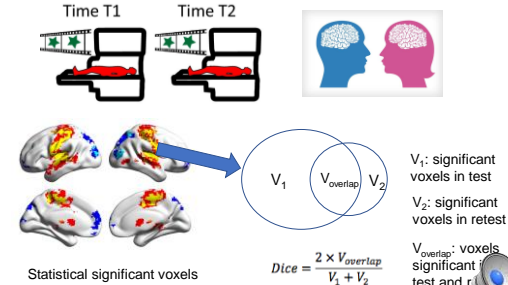 Time T1 Time T2
V1 Voverlap V2
V1: significant
voxels in test
V2: significant
voxels in retest
Voverlap: voxels
significant
test and
Statistical significant voxels
Dice = 2 × Voverlap / V1 + V2